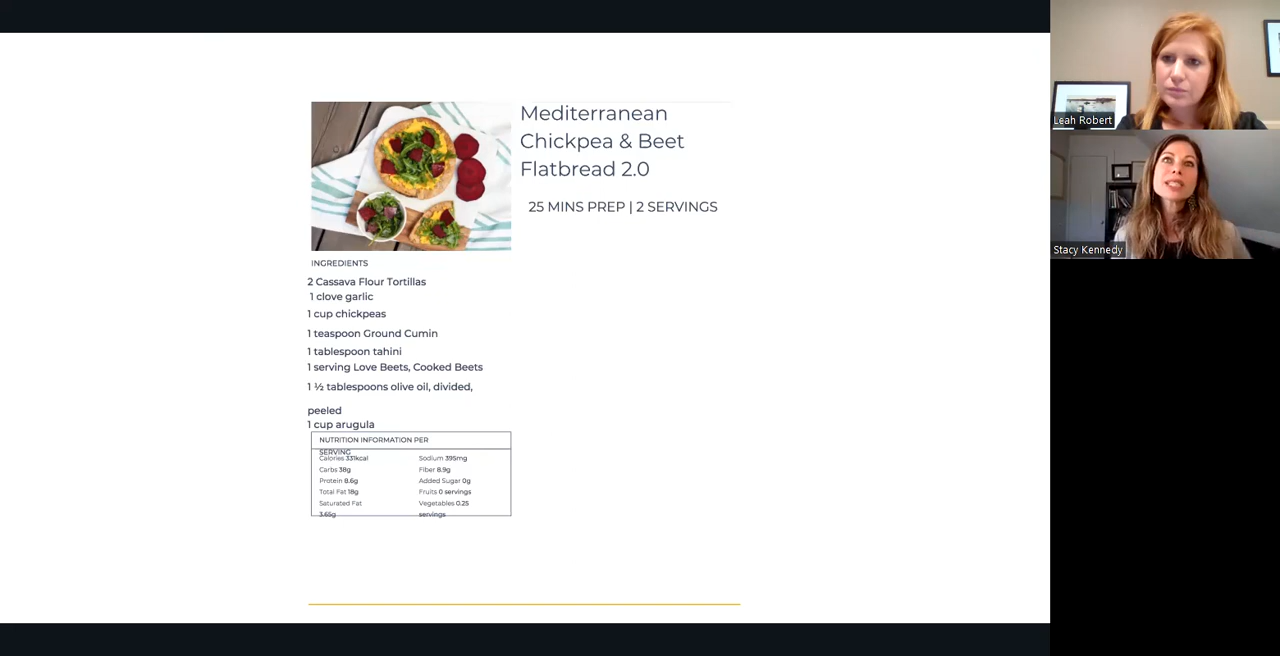 Mediterranean
Chickpea & Beet
Flatbread 2.0
25 MINS PREP | 2 SERVINGS
INGREDIENTS
2 Cassava Flour Tortillas
1 clove garlic
1 cup chickpeas
1 teaspoon Ground Cumin
1 tablespoon tahini
1 serving Love Beets, Cooked Beets
1 ½ tablespoons olive oil, divided,
peeled
1 cup arugula
NUTRITION INFORMATION PER
SERVING
Calories 331kcal
Carbs 38g
Protein 8.6g
Total Fat 18g
Saturated Fat
3.65g
Sodium 395mg
Fiber 8.9g
Added Sugar 0g
Fruits 0 servings
Vegetables 0.25
servings
Leah Robert
Stacy Kennedy